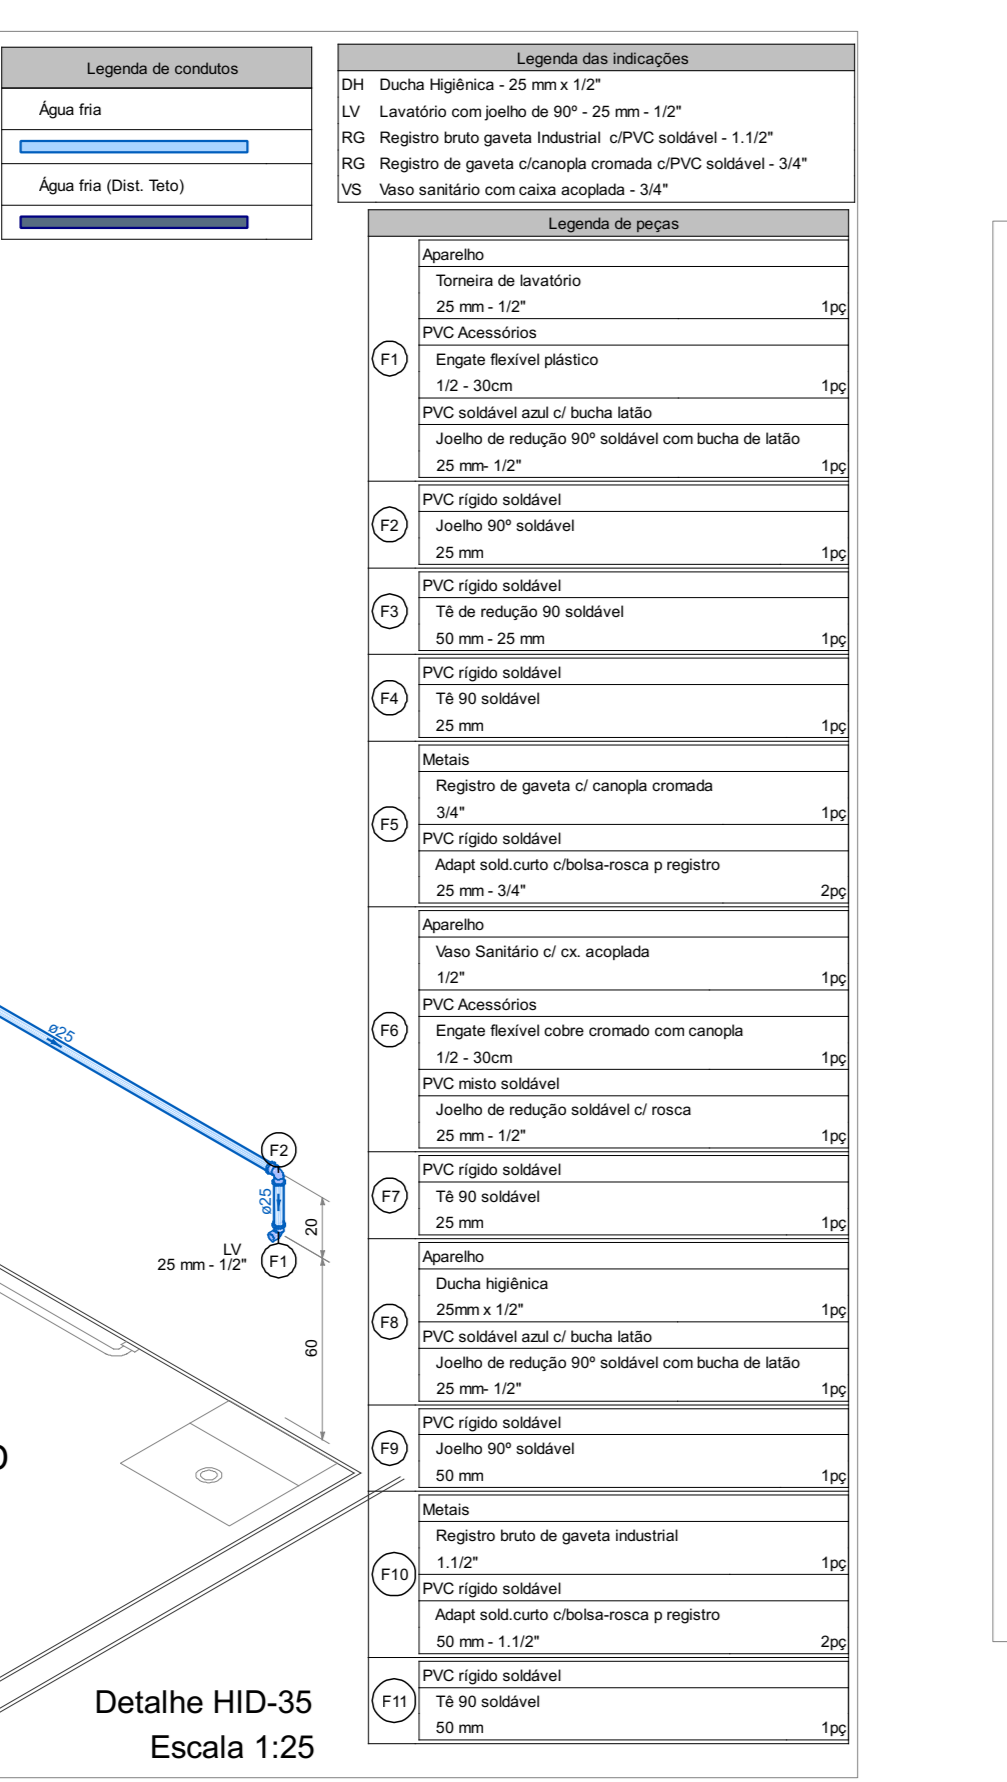 Legenda de condutos
Água fria
Água fria (Dist. Teto)
Legenda das indicações
DH Ducha Higiênica - 25 mm x 1/2"
LV Lavatório com joelho de 90º - 25 mm - 1/2"
RG Registro bruto gaveta Industrial c/PVC soldável - 1.1/2"
RG Registro de gaveta c/canopla cromada c/PVC soldável - 3/4"
VS Vaso sanitário com caixa acoplada - 3/4"
Legenda de peças
F1
Aparelho
Torneira de lavatório
25 mm - 1/2" 1pç
PVC Acessórios
Engate flexível plástico
1/2 - 30cm 1pç
PVC soldável azul c/ bucha latão
Joelho de redução 90º soldável com bucha de latão
25 mm- 1/2" 1pç
F2
PVC rígido soldável
Joelho 90º soldável
25 mm 1pç
F3
PVC rígido soldável
Tê de redução 90 soldável
50 mm - 25 mm 1pç
F4
PVC rígido soldável
Tê 90 soldável
25 mm 1pç
F5
Metais
Registro de gaveta c/ canopla cromada
3/4" 1pç
PVC rígido soldável
Adapt sold.curto c/bolsa-rosca p registro
25 mm - 3/4" 2pç
F6
Aparelho
Vaso Sanitário c/ cx. acoplada
1/2" 1pç
PVC Acessórios
Engate flexível cobre cromado com canopla
1/2 - 30cm 1pç
PVC misto soldável
Joelho de redução soldável c/ rosca
25 mm - 1/2" 1pç
F7
PVC rígido soldável
Tê 90 soldável
25 mm 1pç
F8
Aparelho
Ducha higiênica
25mm x 1/2" 1pç
PVC soldável azul c/ bucha latão
Joelho de redução 90º soldável com bucha de latão
25 mm- 1/2" 1pç
F9
PVC rígido soldável
Joelho 90º soldável
50 mm 1pç
F10
Metais
Registro bruto de gaveta industrial
1.1/2" 1pç
PVC rígido soldável
Adapt sold.curto c/bolsa-rosca p registro
50 mm - 1.1/2" 2pç
F11
PVC rígido soldável
Tê 90 soldável
50 mm 1pç
ø25
F2
ø25
20
LV
25 mm - 1/2"
F1
60
Detalhe HID-35
Escala 1:25